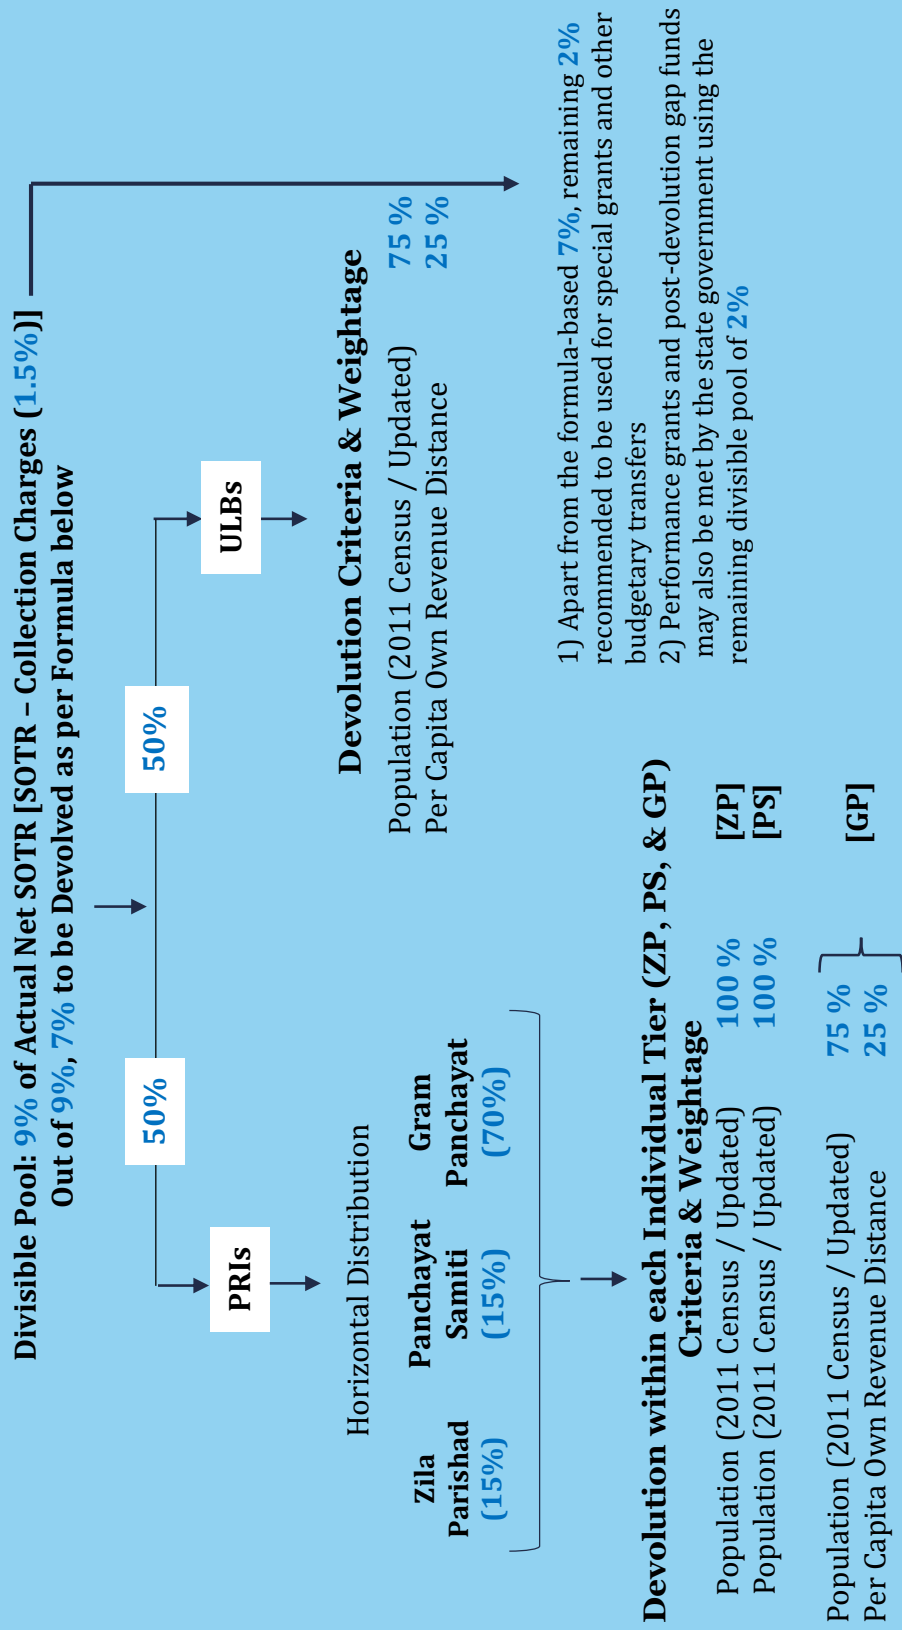 Divisible Pool: 9% of Actual Net SOTR [SOTR – Collection Charges (1.5%)]
Out of 9%, 7% to be Devolved as per Formula below
50%
50%
PRIs
ULBs
Horizontal Distribution
Zila
Parishad
(15%)
Panchayat
Samiti
(15%)
Gram
Panchayat
(70%)
Devolution Criteria & Weightage
Population (2011 Census / Updated) 75 %
Per Capita Own Revenue Distance 25 %
Devolution within each Individual Tier (ZP, PS, & GP)
Criteria & Weightage
Population (2011 Census / Updated) 100 % [ZP]
Population (2011 Census / Updated) 100 % [PS]
Population (2011 Census / Updated) 75 %
Per Capita Own Revenue Distance 25 %
[GP]
1) Apart from the formula-based 7%, remaining 2%
recommended to be used for special grants and other
budgetary transfers
2) Performance grants and post-devolution gap funds
may also be met by the state government using the
remaining divisible pool of 2%